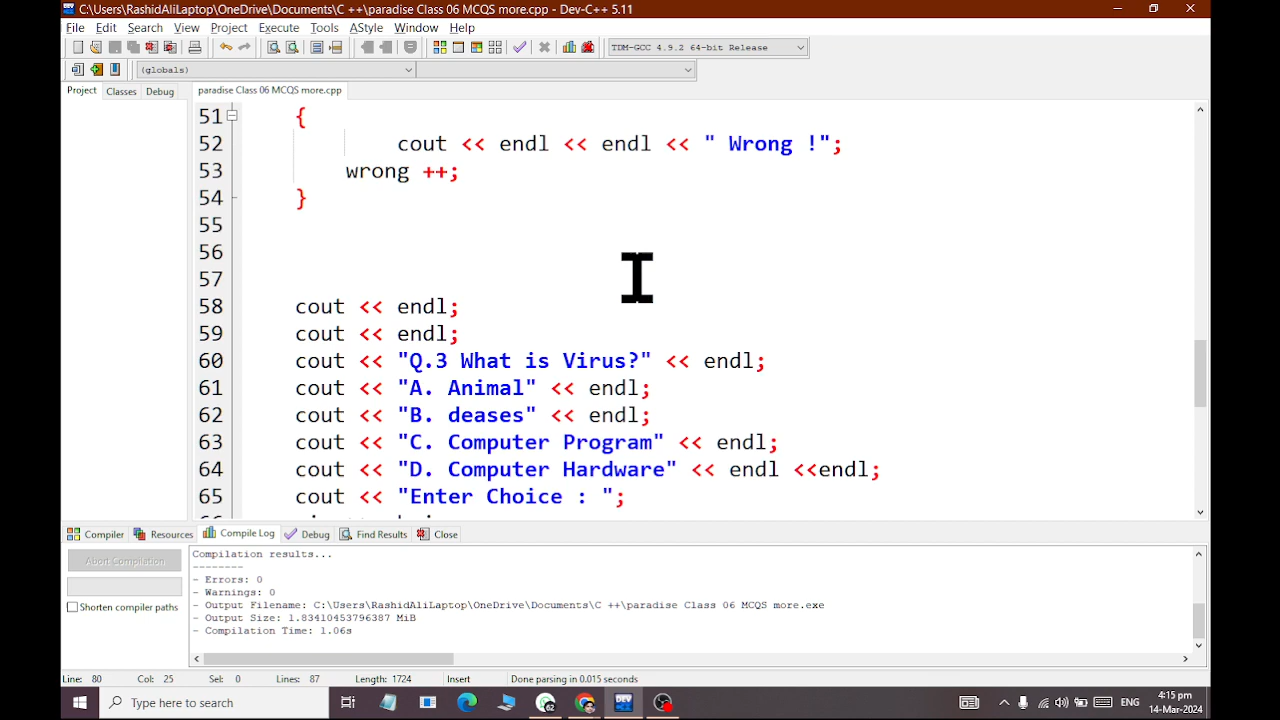 C:\Users\RashidAliLaptop\OneDrive\Documents\C ++\paradise Class 06 MCQS more.cpp - Dev-C++ 5.11
File Edit Search View Project Execute Tools AStyle Window Help
TDM-GCC 4.9.2 64-bit Release
(globals)
Project Classes Debug paradise Class 06 MCQS more.cpp
51 {
52 cout << endl << endl << " Wrong !";
53 wrong ++;
54 }
55
56
57
58 cout << endl;
59 cout << endl;
60 cout << "Q.3 What is Virus?" << endl;
61 cout << "A. Animal" << endl;
62 cout << "B. deases" << endl;
63 cout << "C. Computer Program" << endl;
64 cout << "D. Computer Hardware" << endl <<endl;
65 cout << "Enter Choice : ";
Compiler Resources Compile Log Debug Find Results Close
Abort Compilation
Shorten compiler paths
Compilation results...
--------
- Errors: 0
- Warnings: 0
- Output Filename: C:\Users\RashidAliLaptop\OneDrive\Documents\C ++\paradise Class 06 MCQS more.exe
- Output Size: 1.83410453796387 MiB
- Compilation Time: 1.06s
Line: 80 Col: 25 Sel: 0 Lines: 87 Length: 1724 Insert Done parsing in 0.015 seconds
Type here to search
ENG
4:15 pm
14-Mar-2024